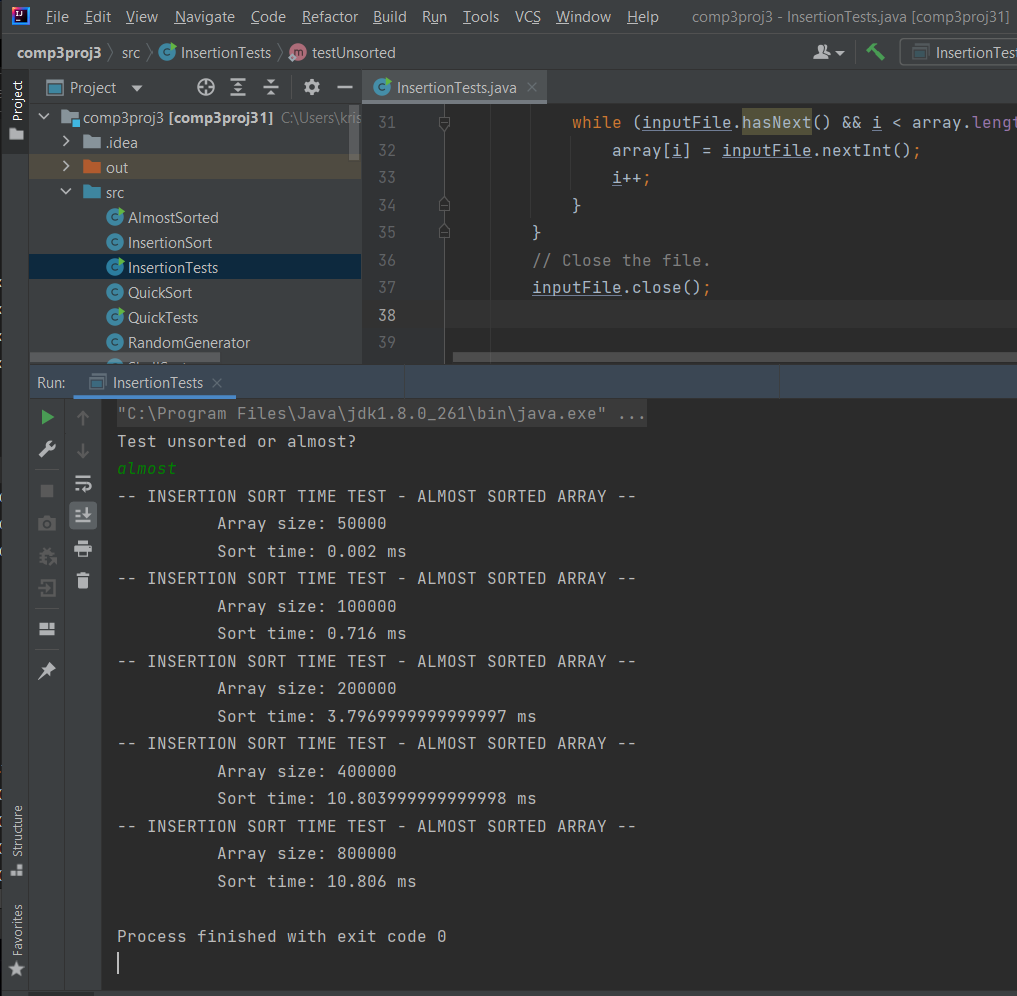 File Edit View Navigate Code Refactor Build Run Tools VCS Window Help comp3proj3 - InsertionTests.java [comp3proj31]
comp3proj3 src InsertionTests testUnsorted InsertionTest
Project
Project
InsertionTests.java
comp3proj3 [comp3proj31] C:\Users\kris
.idea
out
src
AlmostSorted
InsertionSort
InsertionTests
QuickSort
QuickTests
RandomGenerator
31 while (inputFile.hasNext() && i < array.lengt
32 array[i] = inputFile.nextInt();
33 i++;
34 }
35 }
36 // Close the file.
37 inputFile.close();
38
39
Run: InsertionTests
"C:\Program Files\Java\jdk1.8.0_261\bin\java.exe" ...
Test unsorted or almost?
almost
-- INSERTION SORT TIME TEST - ALMOST SORTED ARRAY --
Array size: 50000
Sort time: 0.002 ms
-- INSERTION SORT TIME TEST - ALMOST SORTED ARRAY --
Array size: 100000
Sort time: 0.716 ms
-- INSERTION SORT TIME TEST - ALMOST SORTED ARRAY --
Array size: 200000
Sort time: 3.7969999999999997 ms
-- INSERTION SORT TIME TEST - ALMOST SORTED ARRAY --
Array size: 400000
Sort time: 10.803999999999998 ms
-- INSERTION SORT TIME TEST - ALMOST SORTED ARRAY --
Array size: 800000
Sort time: 10.806 ms
Process finished with exit code 0
Structure
Favorites